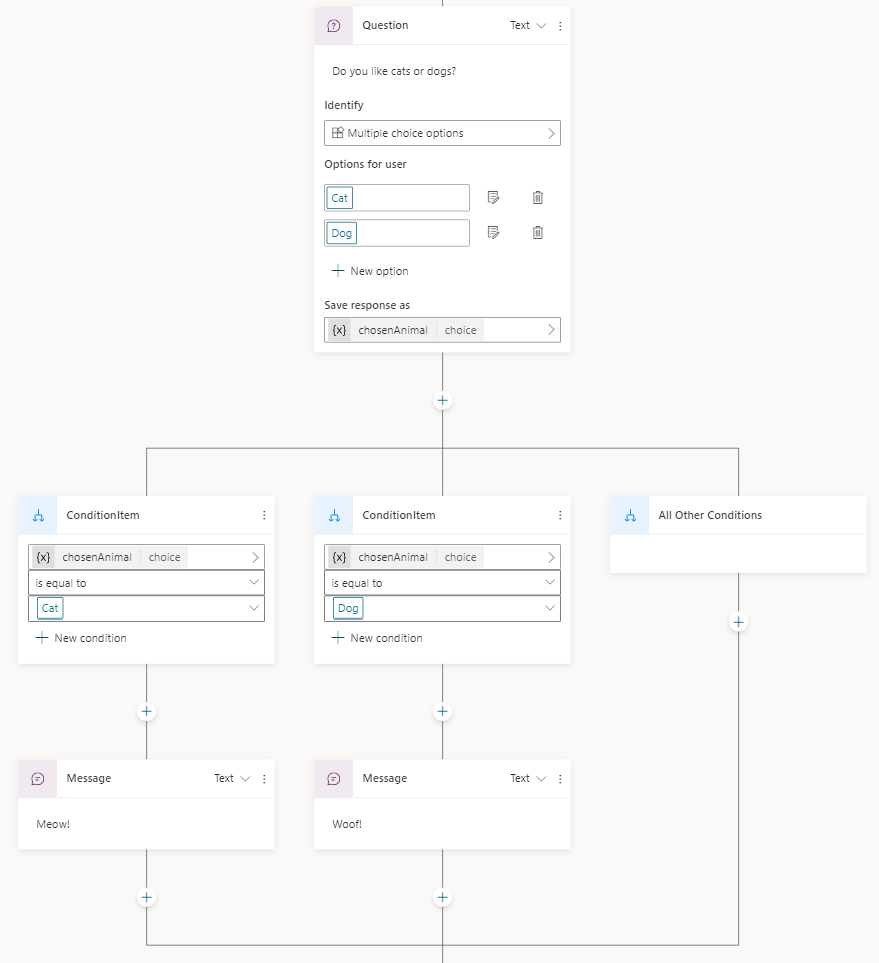 Question Text
Do you like cats or dogs?
Identify
Multiple choice options
Options for user
Cat
Dog
New option
Save response as
{x} chosenAnimal choice
ConditionItem
{x} chosenAnimal choice
is equal to
Cat
New condition
Message Text
Meow!
ConditionItem
{x} chosenAnimal choice
is equal to
Dog
New condition
Message Text
Woof!
All Other Conditions